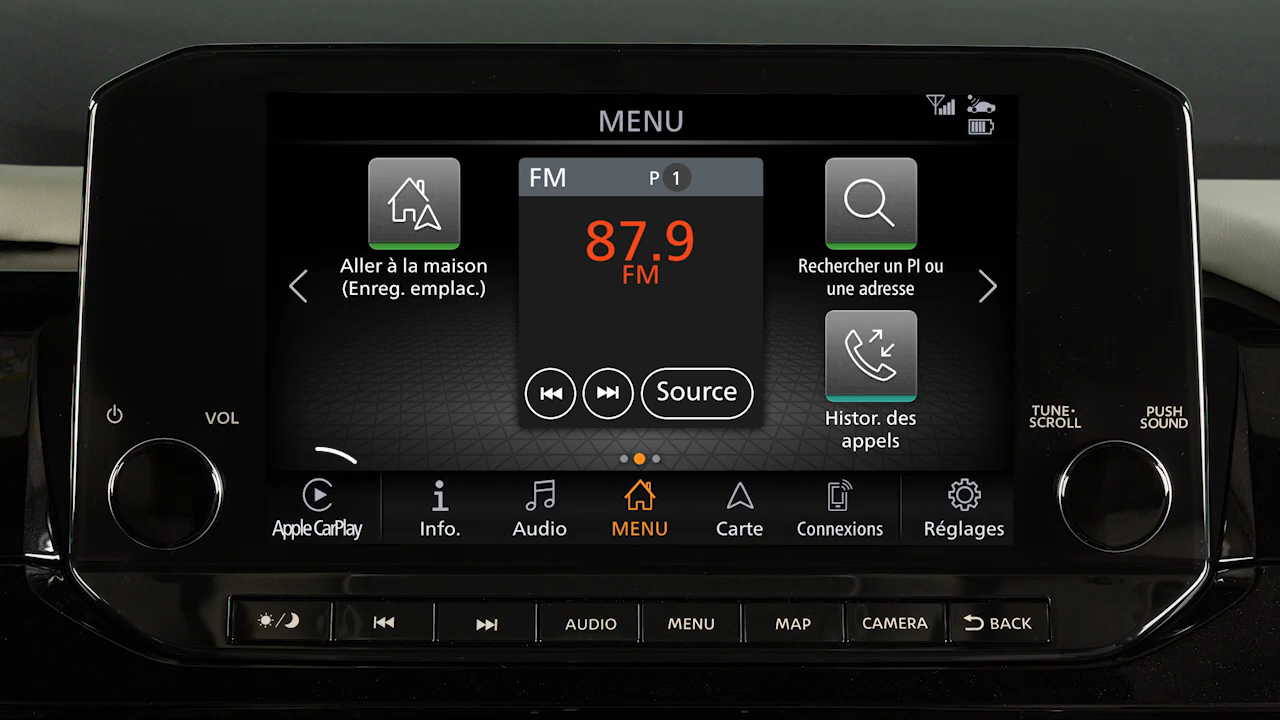 MENU
FM P 1
87.9
FM
Aller à la maison
(Enreg. emplac.)
Rechercher un PI ou
une adresse
Source
Histor. des
appels
VOL
TUNE•
SCROLL
PUSH
SOUND
Apple CarPlay
Info.
Audio
MENU
Carte
Connexions
Réglages
AUDIO
MENU
MAP
CAMERA
BACK